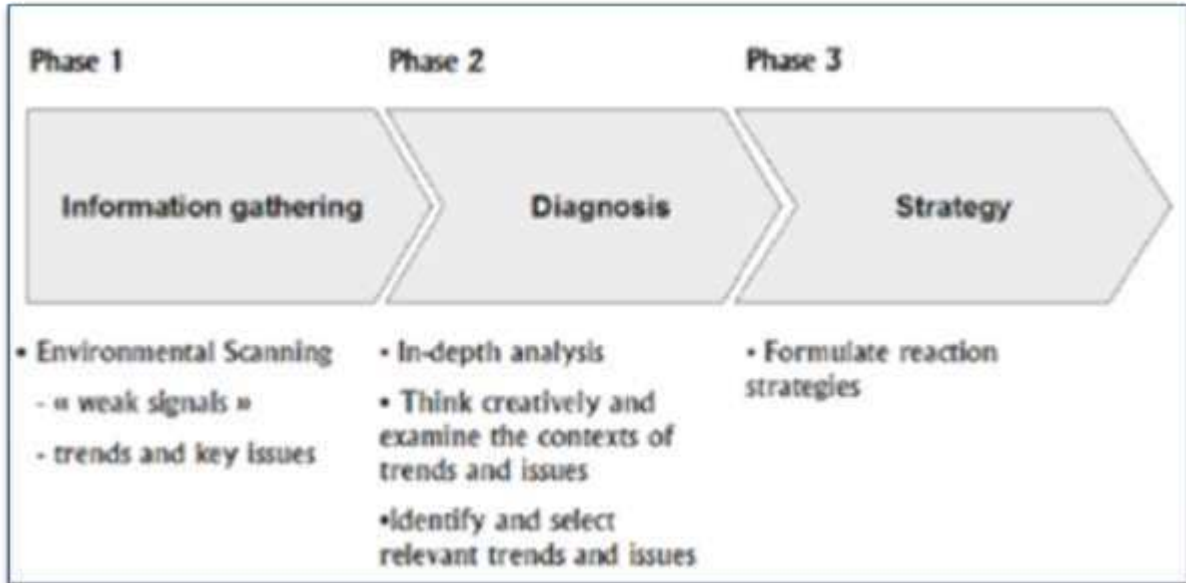 Phase 1
Phase 2
Phase 3
Information gathering
Diagnosis
Strategy
• Environmental Scanning
- « weak signals »
- trends and key issues
• In-depth analysis
• Think creatively and
examine the contexts of
trends and issues
•Identify and select
relevant trends and issues
• Formulate reaction
strategies